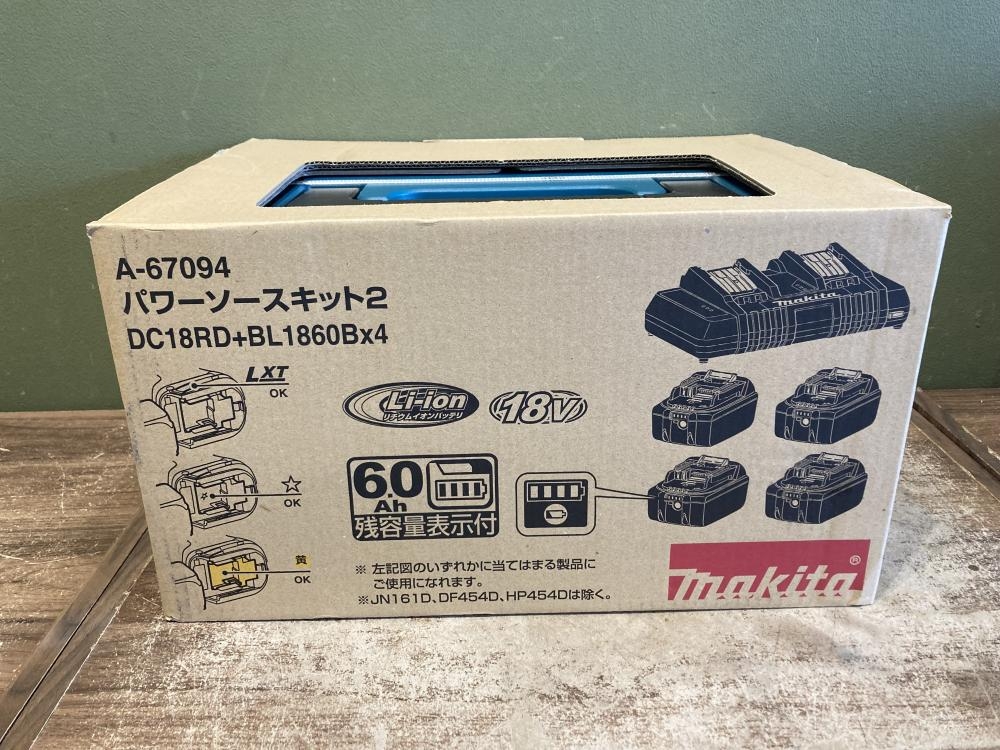 A-67094
パワーソースキット2
DC18RD+BL1860Bx4
makita
LXT
OK
☆
OK
黄
OK
Li-ion
リチウムイオンバッテリ
18V
6.0
Ah
残容量表示付
※ 左記図のいずれかに当てはまる製品に
ご使用になれます。
※JN161D、DF454D、HP454Dは除く。
makita®